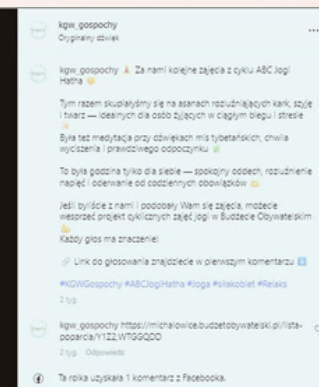 kgw_gospochy
Oryginalny dźwięk
kgw_gospochy Za nami kolejne zajęcia z cyklu ABC Jogi
Hatha
Tym razem skupiałyśmy się na asanach rozluźniających kark, szyję
i twarz — idealnych dla osób żyjących w ciągłym biegu i stresie
Była też medytacja przy dźwiękach mis tybetańskich, chwila
wyciszenia i prawdziwego odpoczynku
To była godzina tylko dla siebie — spokojny oddech, rozluźnienie
napięć i oderwanie od codziennych obowiązków
Jeśli byliście z nami i podobały Wam się zajęcia, możecie
wesprzeć projekt cyklicznych zajęć jogi w Budżecie Obywatelskim
Każdy głos ma znaczenie!
🔗 Link do głosowania znajdziecie w pierwszym komentarzu ⬇️
#KGWGospochy #ABCJogiHatha #Joga #silakobiet #Relaks
2 tyg.
kgw_gospochy https://michalowice.budzetobywatelski.pl/lista-
poparcia/Y1Z2,WTGGQDD
2 tyg. Odpowiedz
Ta rolka uzyskała 1 komentarz z Facebooka.